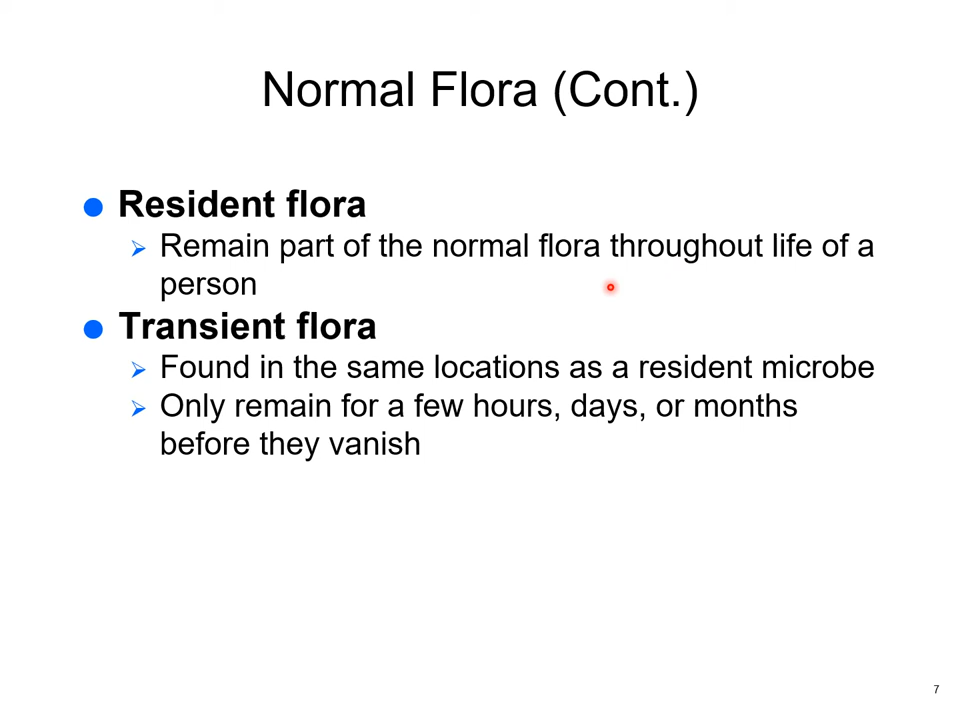 Normal Flora (Cont.)
Resident flora
Remain part of the normal flora throughout life of a
person
Transient flora
Found in the same locations as a resident microbe
Only remain for a few hours, days, or months
before they vanish
7